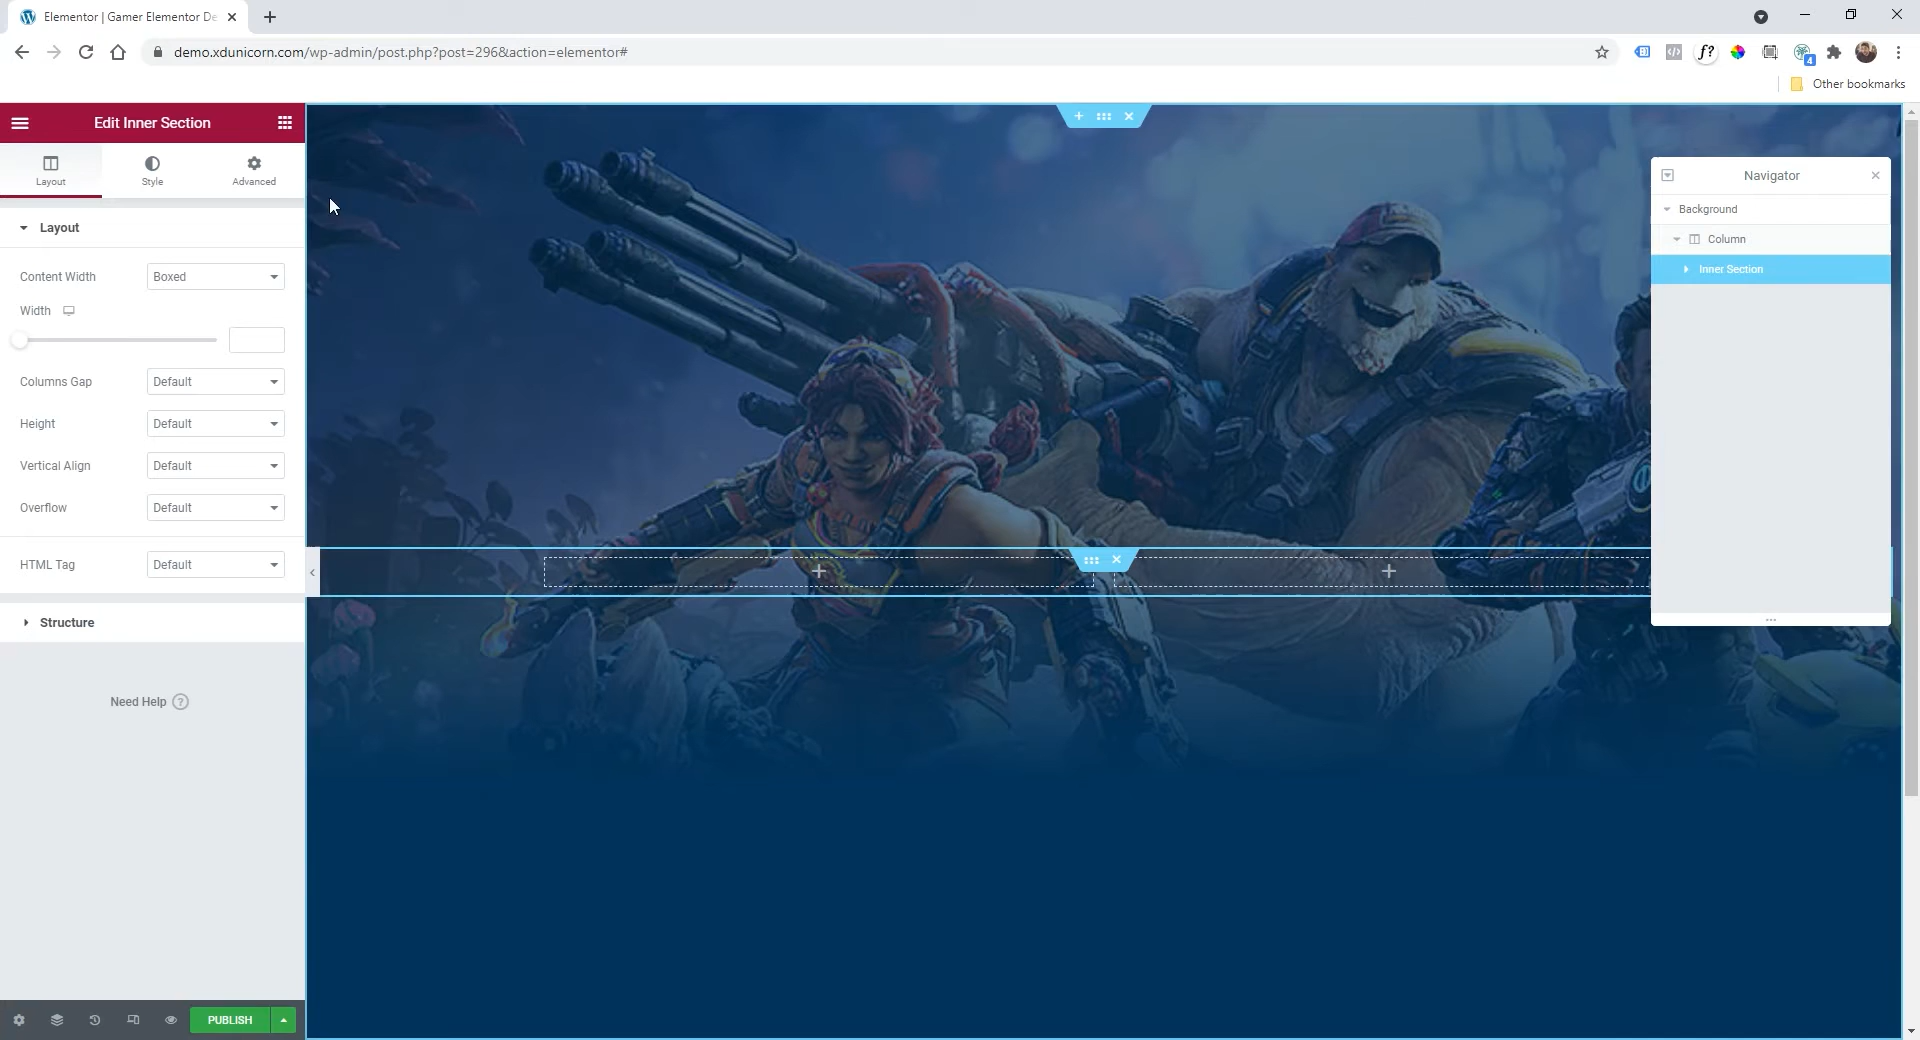 Elementor | Gamer Elementor De
demo.xdunicorn.com/wp-admin/post.php?post=296&action=elementor#
f?
4
Other bookmarks
Edit Inner Section
Layout
Style
Advanced
Layout
Content Width
Boxed
Width
Columns Gap
Default
Height
Default
Vertical Align
Default
Overflow
Default
HTML Tag
Default
Structure
Need Help ?
PUBLISH
Navigator
Background
Column
Inner Section